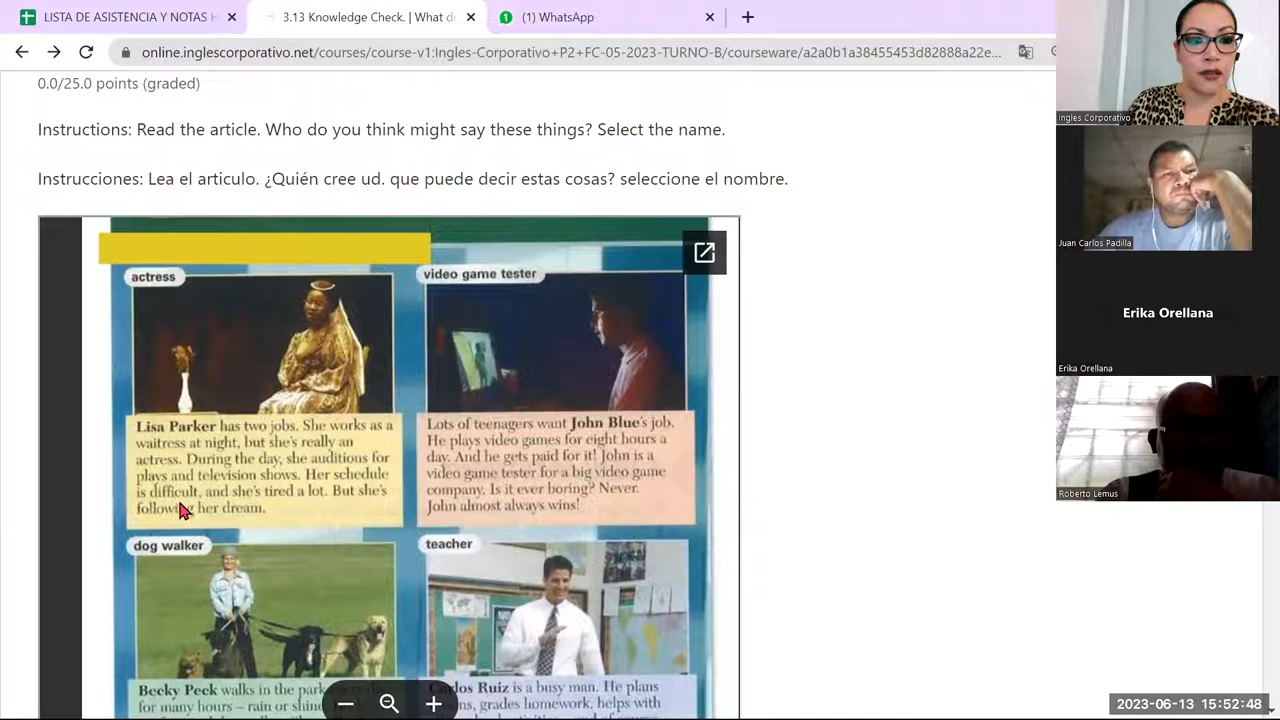 LISTA DE ASISTENCIA Y NOTAS
3.13 Knowledge Check. | What do
(1) WhatsApp
online.inglescorporativo.net/courses/course-v1:Ingles-Corporativo+P2+FC-05-2023-TURNO-B/courseware/a2a0b1a38455453d82888a22e...
0.0/25.0 points (graded)
Instructions: Read the article. Who do you think might say these things? Select the name.
Instrucciones: Lea el articulo. ¿Quién cree ud. que puede decir estas cosas? seleccione el nombre.
actress
Lisa Parker has two jobs. She works as a
waitress at night, but she's really an
actress. During the day, she auditions for
plays and television shows. Her schedule
is difficult, and she's tired a lot. But she's
her dream.
video game tester
Lots of teenagers want John Blue's job.
He plays video games for eight hours a
day. And he gets paid for it! John is a
video game tester for a big video game
company. Is it ever boring? Never.
John almost always wins!
dog walker
Becky Peek walks in the park
for many hours – rain or shine
teacher
Carlos Ruiz is a busy man. He plans
grades homework, helps with
Ingles Corporativo
Juan Carlos Padilla
Erika Orellana
Erika Orellana
Roberto Lemus
2023-06-13 15:52:48